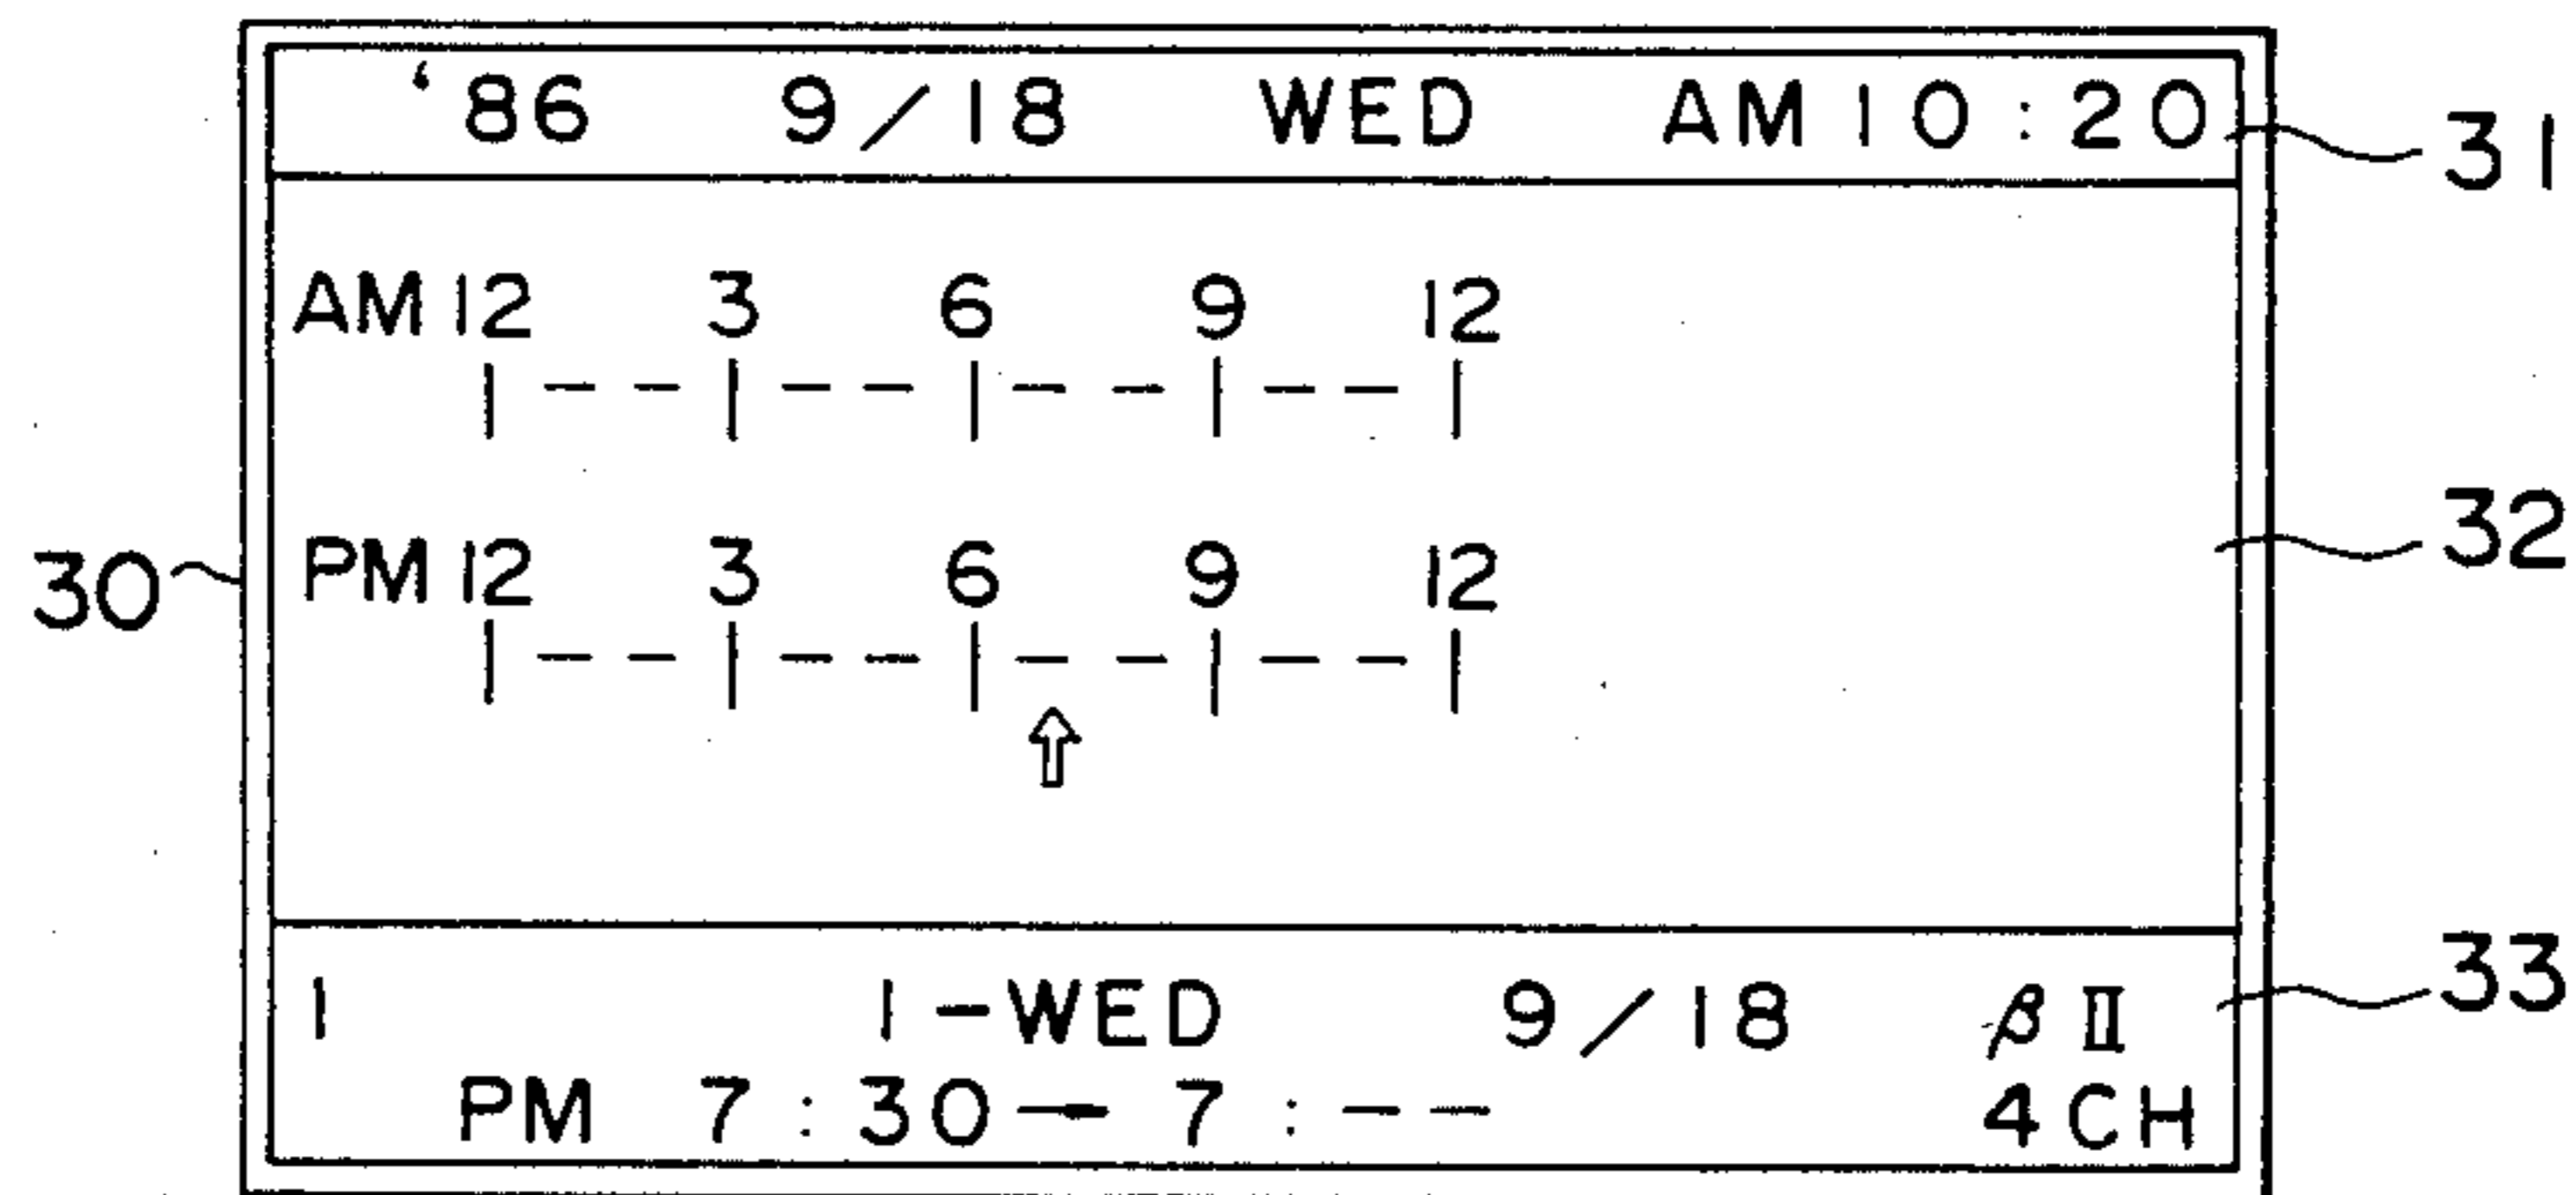 ‘86 9/18 WED AM 10:20 31
AM 12 3 6 9 12
32
30 PM 12 3 6 9 12
33
1 1-WED 9/18 βII
PM 7:30→7:-- 4CH